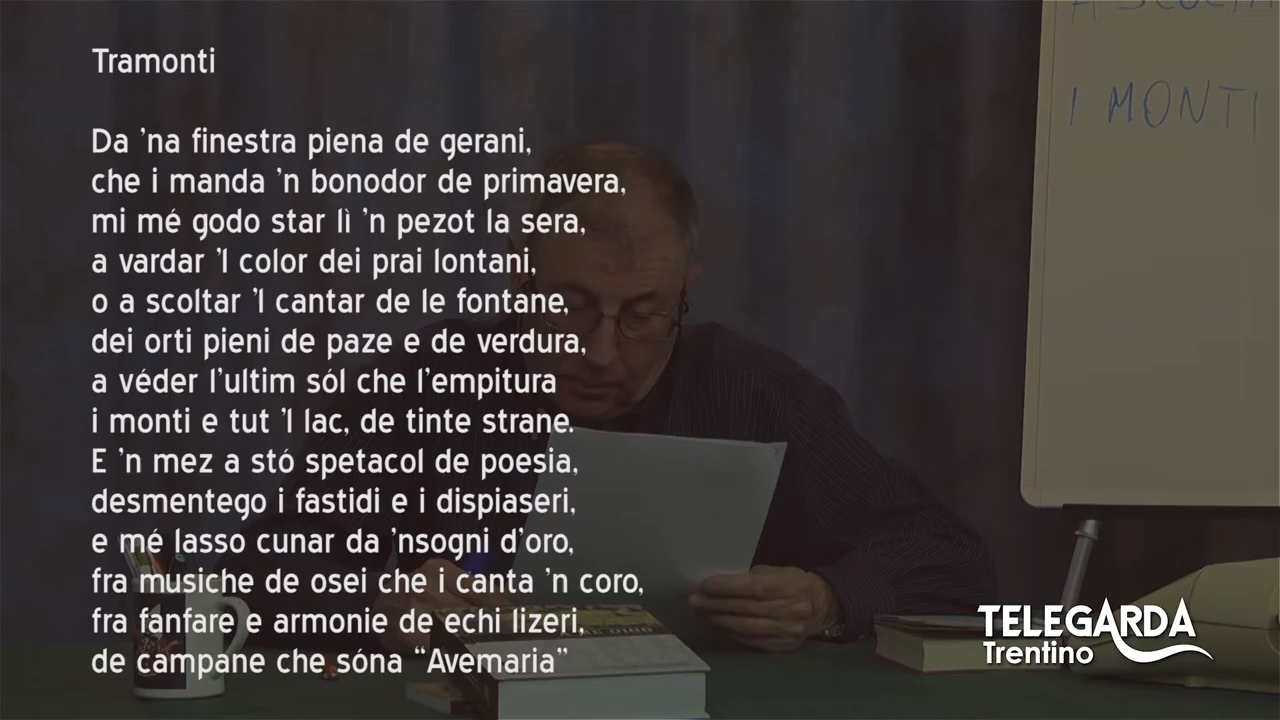 Tramonti
Da 'na finestra piena de gerani,
che i manda 'n bonodor de primavera,
mi mé godo star lì 'n pezot la sera,
a vardar 'l color dei prai lontani,
o a scoltar 'l cantar de le fontane,
dei orti pieni de paze e de verdura,
a véder l'ultim sól che l'empitura
i monti e tut 'l lac, de tinte strane.
E 'n mez a stó spetacol de poesia,
desmentego i fastidi e i dispiaseri,
e mé lasso cunar da 'nsogni d'oro,
fra musiche de osei che i canta 'n coro,
fra fanfare e armonie de echi lizeri,
de campane che sóna “Avemaria”
I MONTI
TELEGARDA
Trentino